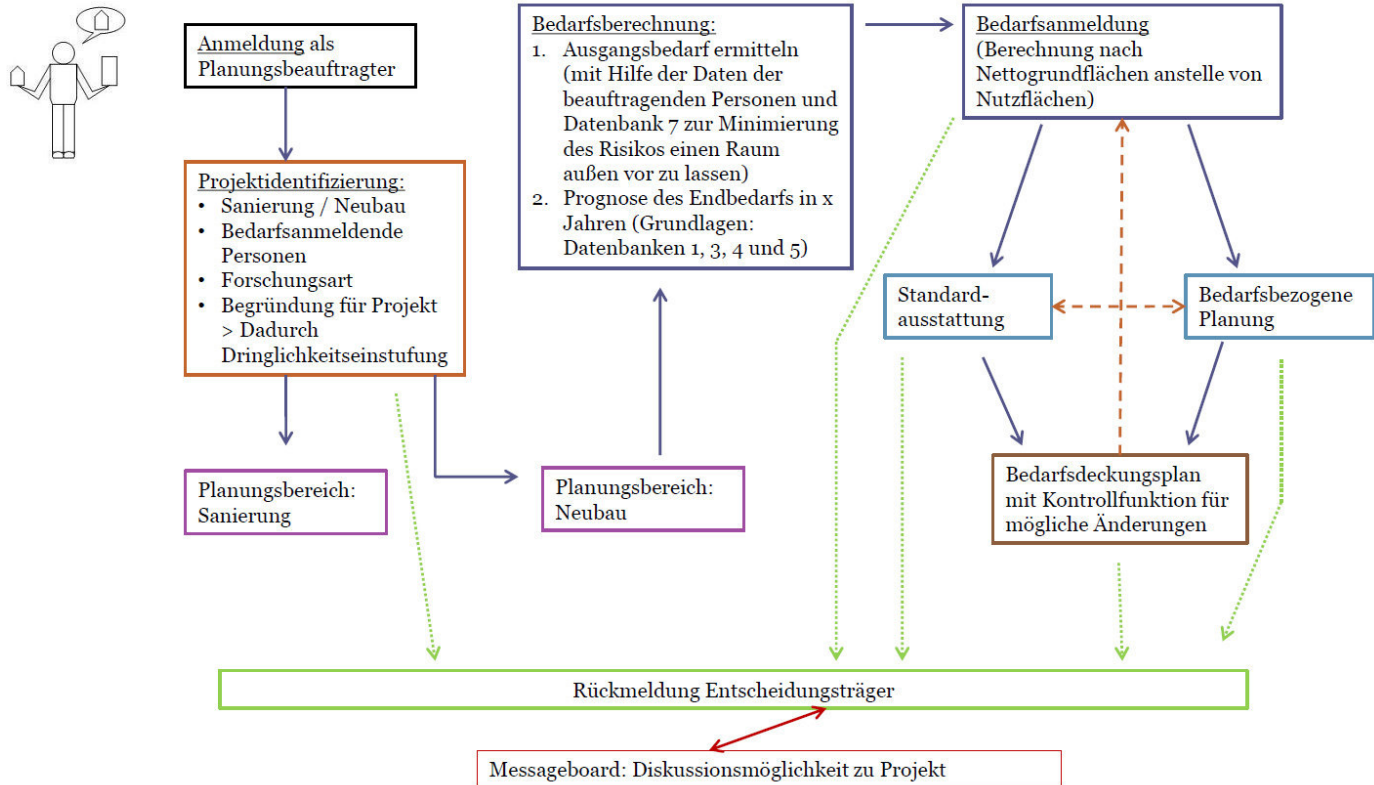 Anmeldung als
Planungsbeauftragter
Projektidentifizierung:
• Sanierung / Neubau
• Bedarfsanmeldende
Personen
• Forschungsart
• Begründung für Projekt
> Dadurch
Dringlichkeitseinstufung
Planungsbereich:
Sanierung
Planungsbereich:
Neubau
Bedarfsberechnung:
1. Ausgangsbedarf ermitteln
(mit Hilfe der Daten der
beauftragenden Personen und
Datenbank 7 zur Minimierung
des Risikos einen Raum
außen vor zu lassen)
2. Prognose des Endbedarfs in x
Jahren (Grundlagen:
Datenbanken 1, 3, 4 und 5)
Bedarfsanmeldung
(Berechnung nach
Nettogrundflächen anstelle von
Nutzflächen)
Standard-
ausstattung
Bedarfsbezogene
Planung
Bedarfsdeckungsplan
mit Kontrollfunktion für
mögliche Änderungen
Rückmeldung Entscheidungsträger
Messageboard: Diskussionsmöglichkeit zu Projekt